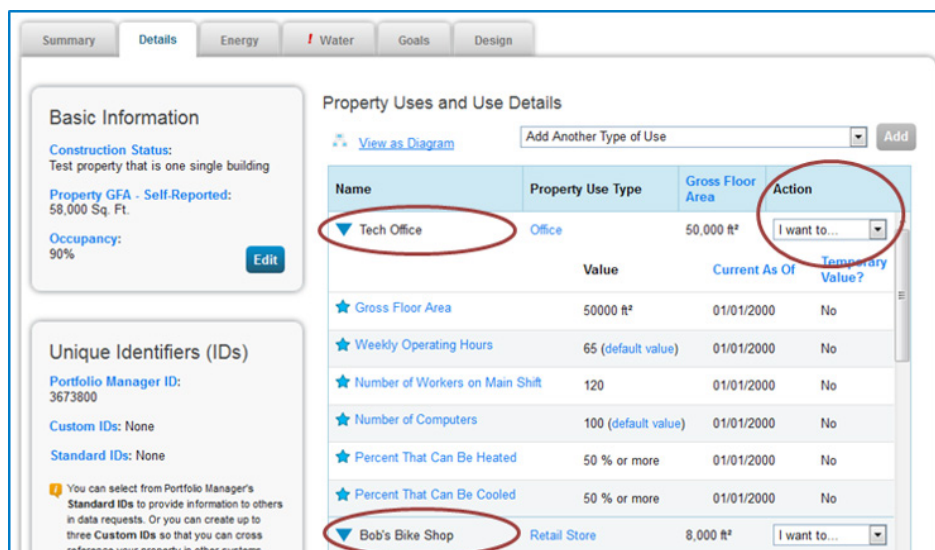 Summary
Details
Energy
! Water
Goals
Design
Basic Information
Construction Status:
Test property that is one single building
Property GFA - Self-Reported:
58,000 Sq. Ft.
Occupancy:
90%
Edit
Unique Identifiers (IDs)
Portfolio Manager ID:
3673800
Custom IDs: None
Standard IDs: None
You can select from Portfolio Manager's
Standard IDs to provide information to others
in data requests. Or you can create up to
three Custom IDs so that you can cross
reference your property in other systems
Property Uses and Use Details
View as Diagram
Add Another Type of Use
Add
Name Property Use Type Gross Floor Area Action
Tech Office Office 50,000 ft² I want to...
Value Current As Of Temporary Value?
Gross Floor Area 50000 ft² 01/01/2000 No
Weekly Operating Hours 65 (default value) 01/01/2000 No
Number of Workers on Main Shift 120 01/01/2000 No
Number of Computers 100 (default value) 01/01/2000 No
Percent That Can Be Heated 50 % or more 01/01/2000 No
Percent That Can Be Cooled 50 % or more 01/01/2000 No
Bob's Bike Shop Retail Store 8,000 ft² I want to...